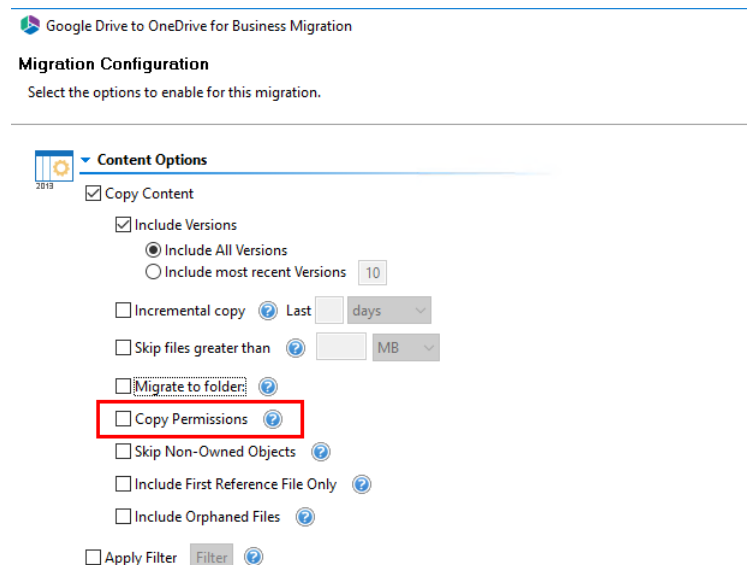 Google Drive to OneDrive for Business Migration
Migration Configuration
Select the options to enable for this migration.
Content Options
2013
Copy Content
Include Versions
Include All Versions
Include most recent Versions 10
Incremental copy ? Last days
Skip files greater than ? MB
Migrate to folder: ?
Copy Permissions ?
Skip Non-Owned Objects ?
Include First Reference File Only ?
Include Orphaned Files ?
Apply Filter Filter ?